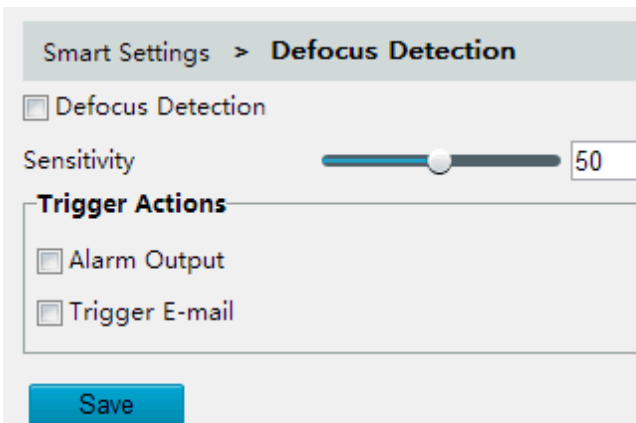 Smart Settings > Defocus Detection
Defocus Detection
Sensitivity 50
Trigger Actions
Alarm Output
Trigger E-mail
Save